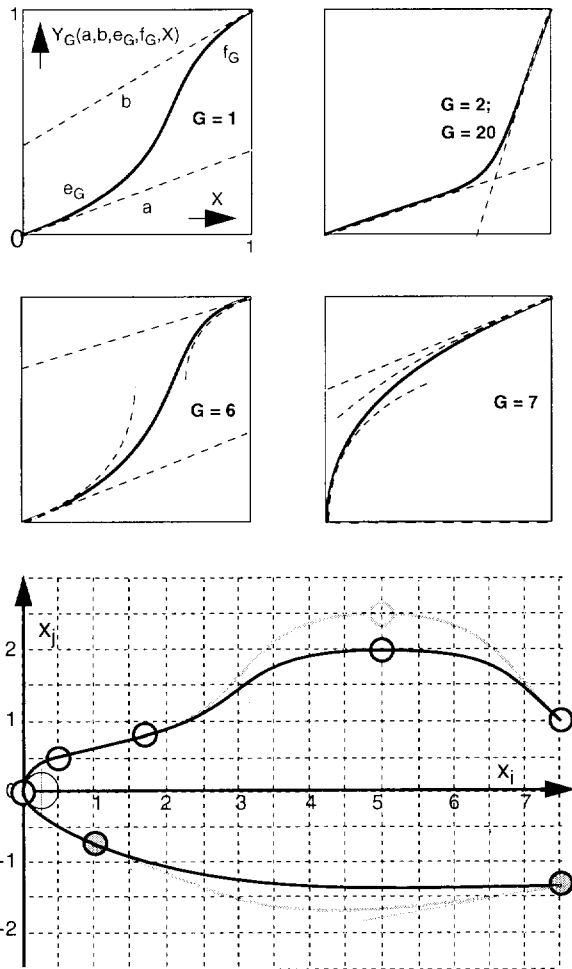 1
Y_G(a,b,e_G,f_G,X)
f_G
b
G = 1
e_G
a
X
0
1
G = 2;
G = 20
G = 6
G = 7
X_j
2
1
0
-1
-2
1
2
3
4
5
6
7
X_i